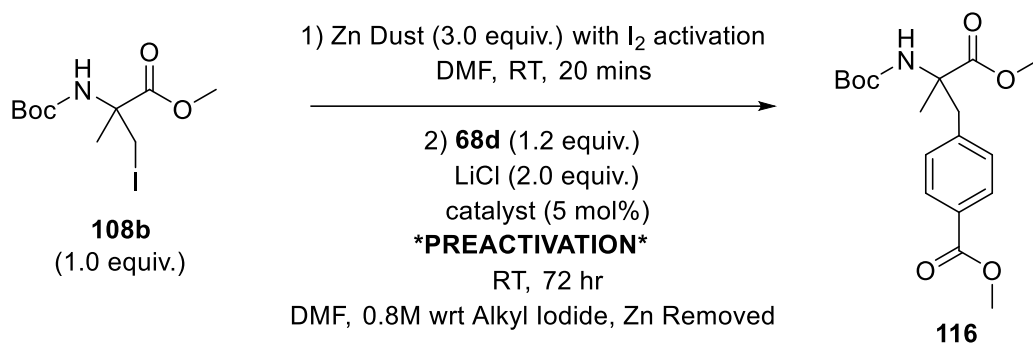 1) Zn Dust (3.0 equiv.) with I₂ activation
DMF, RT, 20 mins
2) 68d (1.2 equiv.)
LiCl (2.0 equiv.)
catalyst (5 mol%)
*PREACTIVATION*
RT, 72 hr
DMF, 0.8M wrt Alkyl Iodide, Zn Removed
H
N
O
O
Boc
I
108b
(1.0 equiv.)
H
N
O
O
Boc
O
O
116